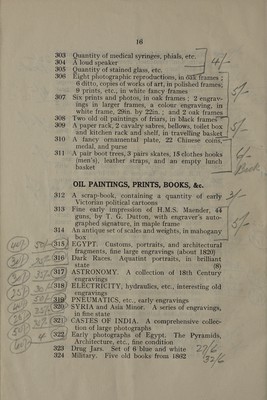 16
303 Quantity of medical syringes, phials, etc.
304 A loud speaker
305 Quantity of stained glass, etc.
4/-
306 Eight photographic reproductions, in oak frames;
6 ditto, copies of works of art, in polished frames;
9 prints, etc., in white fancy frames
5/-
307 Six prints and photos, in oak frames; 2 engrav-
ings in larger frames, a colour engraving, in
white frame, 29in. by 22in.; and 2 oak frames
308 Two old oil paintings of friars, in black frames
309 A paper rack, 2 cavalry sabres, bellows, toilet box
and kitchen rack and shelf, in travelling basket
5/-
310 A fancy ornamental plate, 22 Chinese coins,
medal, and purse
311 A pair boot trees, 3 pairs skates, 15 clothes hooks
(men's), leather straps, and an empty lunch
basket
6/-
OIL PAINTINGS, PRINTS, BOOKS, &c.
312 A scrap-book, containing a quantity of early
Victorian political cartoons
3/-
313 Fine early impression of H.M.S. Maender, 44
guns, by T. G. Dutton, with engraver's auto-
graphed signature, in maple frame
314 An antique set of scales and weights, in mahogany
box
315 EGYPT. Customs, portraits, and architectural
fragments, fine large engravings (about 1820)
316 Dark Races. Aquatint portraits, in brilliant
state (8)
317 ASTRONOMY. A collection of 18th Century
engravings
318 ELECTRICITY, hydraulics, etc., interesting old
engravings
319 PNEUMATICS, etc., early engravings
320 SYRIA and Asia Minor. A series of engravings,
in fine state
321 CASTES OF INDIA. A comprehensive collec-
tion of large photographs
322 Early photographs of Egypt. The Pyramids,
Architecture, etc., fine condition
323 Drag Jars. Set of 6 blue and white
324 Military. Five old books from 1882